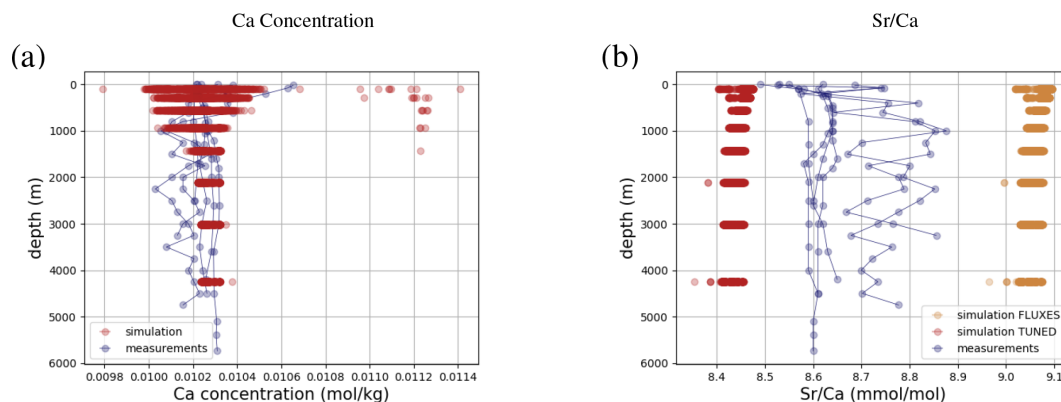 Ca Concentration
Sr/Ca
(a)
(b)
0
1000
2000
3000
4000
5000
6000
depth (m)
simulation
measurements
0.0098 0.0100 0.0102 0.0104 0.0106 0.0108 0.0110 0.0112 0.0114
Ca concentration (mol/kg)
0
1000
2000
3000
4000
5000
6000
depth (m)
simulation FLUXES
simulation TUNED
measurements
8.4 8.5 8.6 8.7 8.8 8.9 9.0 9.1
Sr/Ca (mmol/mol)